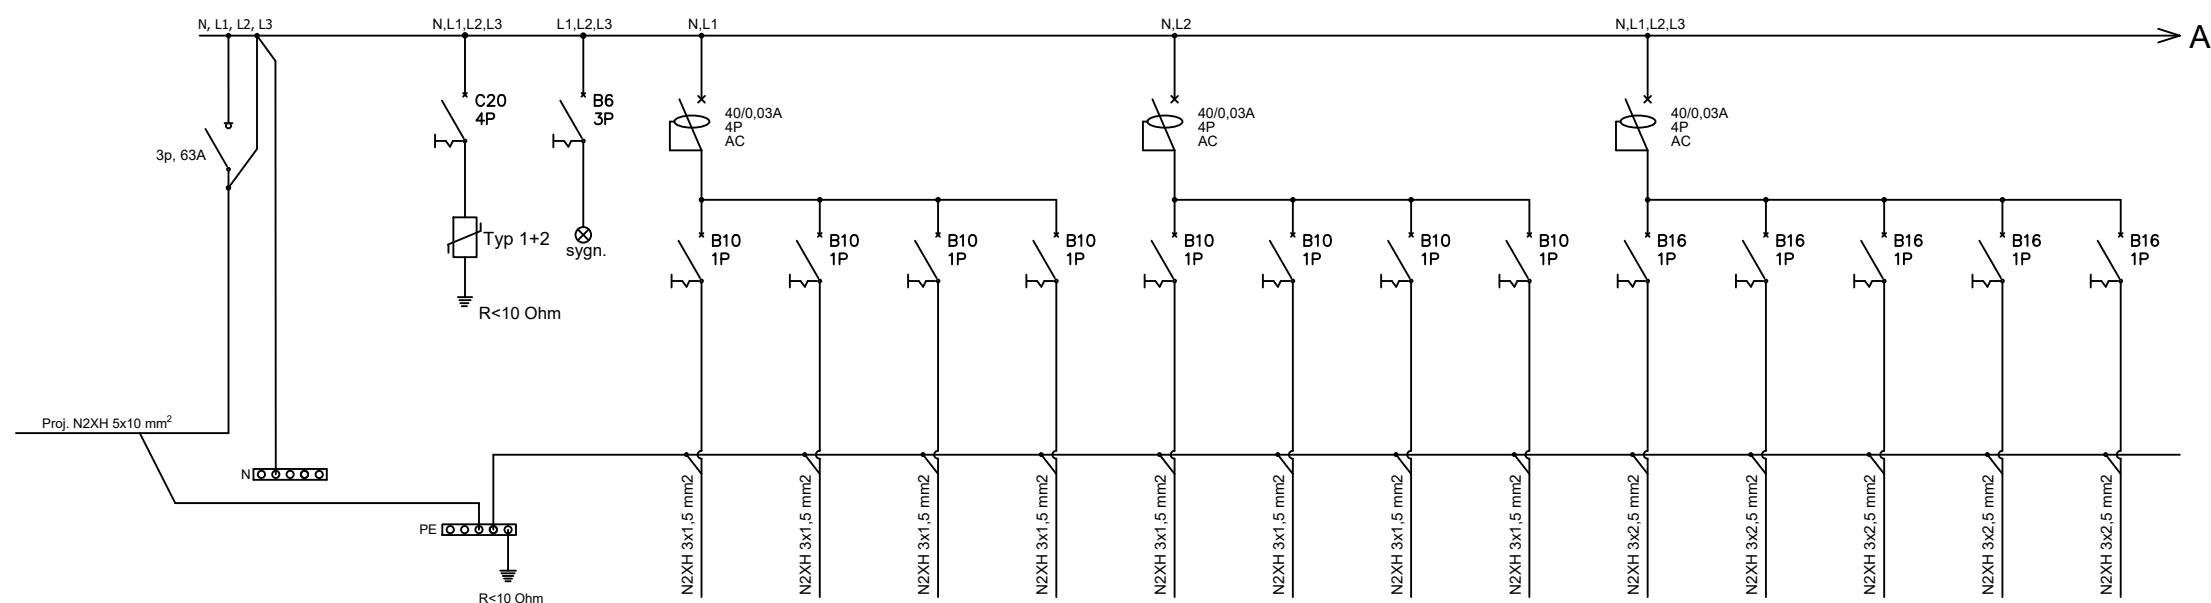 N, L1, L2, L3
N,L1,L2,L3
L1,L2,L3
N,L1
N,L2
N,L1,L2,L3
A
3p, 63A
C20
4P
B6
3P
40/0,03A
4P
AC
40/0,03A
4P
AC
40/0,03A
4P
AC
Typ 1+2
sygn.
R<10 Ohm
B10
1P
B10
1P
B10
1P
B10
1P
B10
1P
B10
1P
B10
1P
B10
1P
B16
1P
B16
1P
B16
1P
B16
1P
B16
1P
Proj. N2XH 5x10 mm²
N
PE
R<10 Ohm
N2XH 3x1,5 mm2
N2XH 3x1,5 mm2
N2XH 3x1,5 mm2
N2XH 3x1,5 mm2
N2XH 3x1,5 mm2
N2XH 3x1,5 mm2
N2XH 3x1,5 mm2
N2XH 3x1,5 mm2
N2XH 3x2,5 mm2
N2XH 3x2,5 mm2
N2XH 3x2,5 mm2
N2XH 3x2,5 mm2
N2XH 3x2,5 mm2